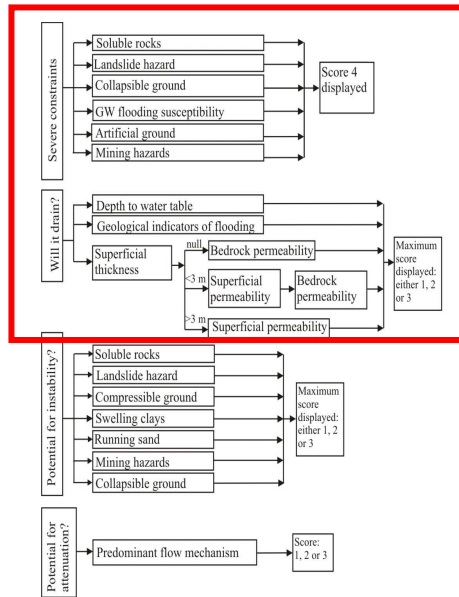 Severe constraints
Soluble rocks
Landslide hazard
Collapsible ground
GW flooding susceptibility
Artificial ground
Mining hazards
Score 4
displayed
Will it drain?
Depth to water table
Geological indicators of flooding
Superficial
thickness
null
Bedrock permeability
<3 m
Superficial
permeability
Bedrock
permeability
>3 m
Superficial permeability
Maximum
score
displayed:
either 1, 2
or 3
Potential for instability?
Soluble rocks
Landslide hazard
Compressible ground
Swelling clays
Running sand
Mining hazards
Collapsible ground
Maximum
score
displayed:
either 1, 2
or 3
Potential for
attenuation?
Predominant flow mechanism
Score:
1, 2 or 3